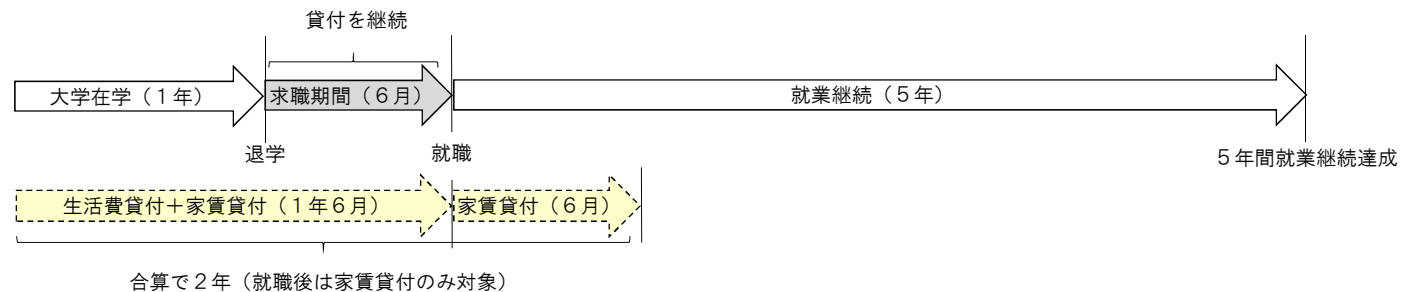 貸付を継続
大学在学（１年）
求職期間（６月）
就業継続（５年）
退学
就職
５年間就業継続達成
生活費貸付＋家賃貸付（１年６月）
家賃貸付（６月）
合算で２年（就職後は家賃貸付のみ対象）